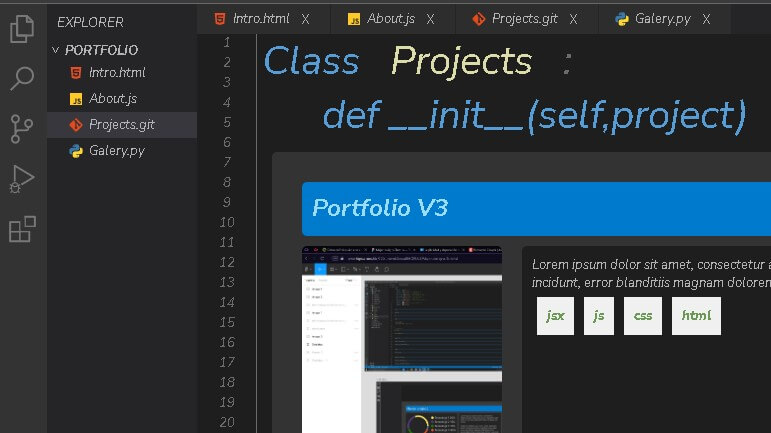 EXPLORER
PORTFOLIO
Intro.html
About.js
Projects.git
Galery.py
Intro.html X
About.js X
Projects.git X
Galery.py X
1
2
3
4
5
6
7
8
9
10
11
12
13
14
15
16
17
18
19
20
Class Projects :
def __init__(self,project)
Portfolio V3
Lorem ipsum dolor sit amet, consectetur a
incidunt, error blanditiis magnam dolorem
jsx js css html